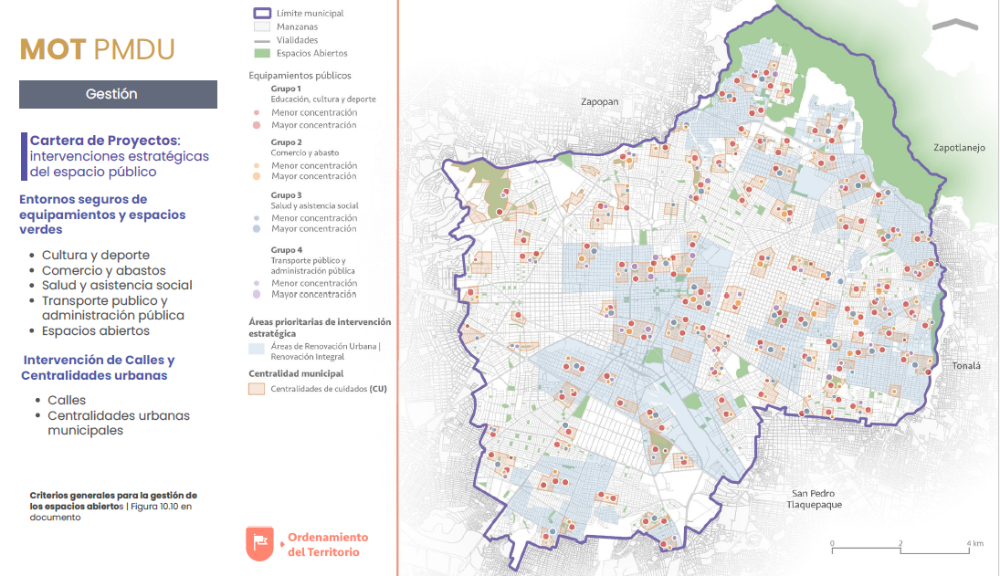 MOT PMDU
Gestión
Cartera de Proyectos:
intervenciones estratégicas
del espacio público
Entornos seguros de
equipamientos y espacios
verdes
Cultura y deporte
Comercio y abastos
Salud y asistencia social
Transporte publico y
administración pública
Espacios abiertos
Intervención de Calles y
Centralidades urbanas
Calles
Centralidades urbanas
municipales
Criterios generales para la gestión de
los espacios abiertos | Figura 10.10 en
documento
Límite municipal
Manzanas
Vialidades
Espacios Abiertos
Equipamientos públicos
Grupo 1
Educación, cultura y deporte
Menor concentración
Mayor concentración
Grupo 2
Comercio y abasto
Menor concentración
Mayor concentración
Grupo 3
Salud y asistencia social
Menor concentración
Mayor concentración
Grupo 4
Transporte público y
administración pública
Menor concentración
Mayor concentración
Áreas prioritarias de intervención
estratégica
Áreas de Renovación Urbana |
Renovación Integral
Centralidad municipal
Centralidades de cuidados (CU)
Ordenamiento
del Territorio
Zapopan
Zapotlanejo
Tonalá
San Pedro
Tlaquepaque
0 2 4 km